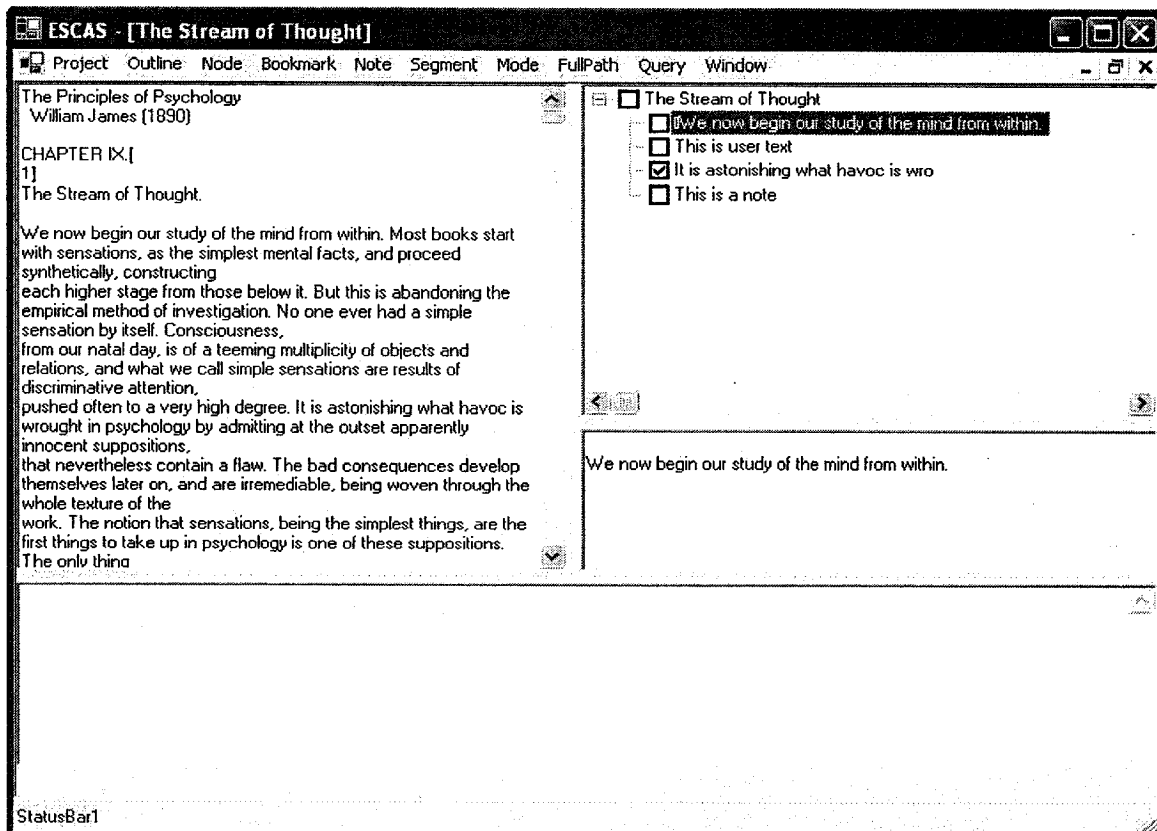 ESCAS - [The Stream of Thought]
Project Outline Node Bookmark Note Segment Mode FullPath Query Window
The Principles of Psychology
William James (1890)
CHAPTER IX.[
1]
The Stream of Thought.
We now begin our study of the mind from within. Most books start
with sensations, as the simplest mental facts, and proceed
synthetically, constructing
each higher stage from those below it. But this is abandoning the
empirical method of investigation. No one ever had a simple
sensation by itself. Consciousness,
from our natal day, is of a teeming multiplicity of objects and
relations, and what we call simple sensations are results of
discriminative attention,
pushed often to a very high degree. It is astonishing what havoc is
wrought in psychology by admitting at the outset apparently
innocent suppositions,
that nevertheless contain a flaw. The bad consequences develop
themselves later on, and are irremediable, being woven through the
whole texture of the
work. The notion that sensations, being the simplest things, are the
first things to take up in psychology is one of these suppositions.
The only thing
The Stream of Thought
We now begin our study of the mind from within.
This is user text
It is astonishing what havoc is wro
This is a note
We now begin our study of the mind from within.
StatusBar1